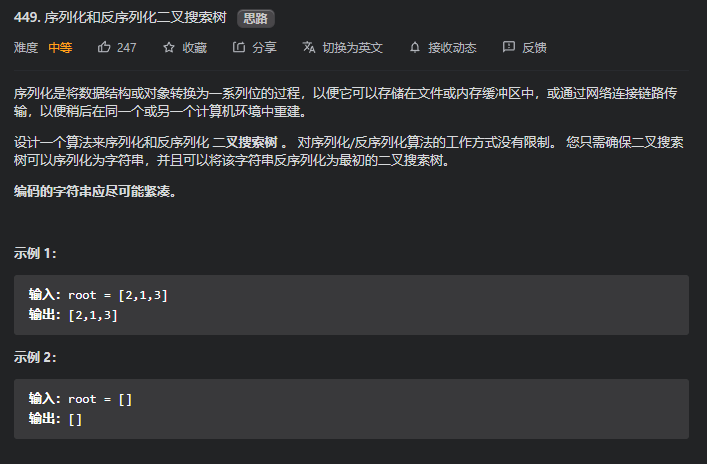 449. 序列化和反序列化二叉搜索树 思路
难度 中等 247 收藏 分享 切换为英文 接收动态 反馈
序列化是将数据结构或对象转换为一系列位的过程，以便它可以存储在文件或内存缓冲区中，或通过网络连接链路传
输，以便稍后在同一个或另一个计算机环境中重建。
设计一个算法来序列化和反序列化 二叉搜索树 。 对序列化/反序列化算法的工作方式没有限制。 您只需确保二叉搜索
树可以序列化为字符串，并且可以将该字符串反序列化为最初的二叉搜索树。
编码的字符串应尽可能紧凑。
示例 1：
输入：root = [2,1,3]
输出：[2,1,3]
示例 2：
输入：root = []
输出：[]